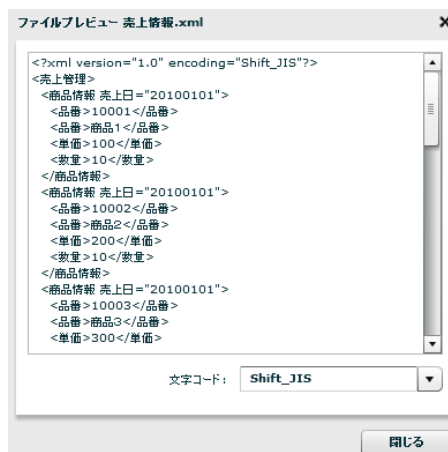 ファイルプレビュー 売上情報.xml
<?xml version="1.0" encoding="Shift_JIS"?>
<売上管理>
<商品情報 売上日="20100101">
<品番>10001</品番>
<品番>商品1</品番>
<単価>100</単価>
<数量>10</数量>
</商品情報>
<商品情報 売上日="20100101">
<品番>10002</品番>
<品番>商品2</品番>
<単価>200</単価>
<数量>10</数量>
</商品情報>
<商品情報 売上日="20100101">
<品番>10003</品番>
<品番>商品3</品番>
<単価>300</単価>
文字コード: Shift_JIS
閉じる